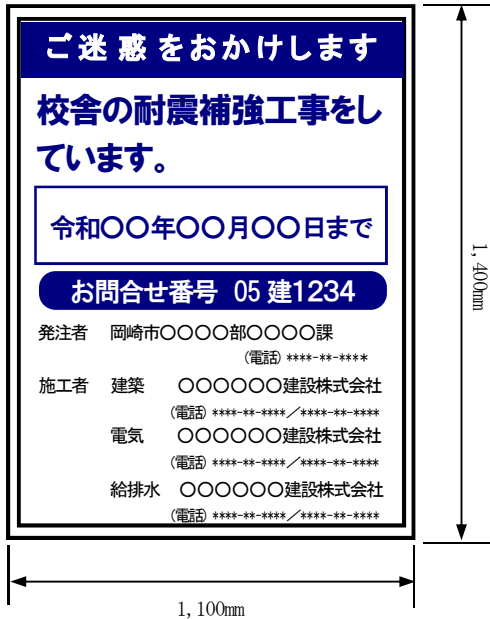 ご迷惑をおかけします
校舎の耐震補強工事をし
ています。
令和〇〇年〇〇月〇〇日まで
お問合せ番号 05 建1234
発注者 岡崎市〇〇〇〇部〇〇〇〇課
(電話) ****-**-****
施工者 建築 〇〇〇〇〇〇建設株式会社
(電話) ****-**-****／****-**-****
電気 〇〇〇〇〇〇建設株式会社
(電話) ****-**-****／****-**-****
給排水 〇〇〇〇〇〇建設株式会社
(電話) ****-**-****／****-**-****
1,400mm
1,100mm